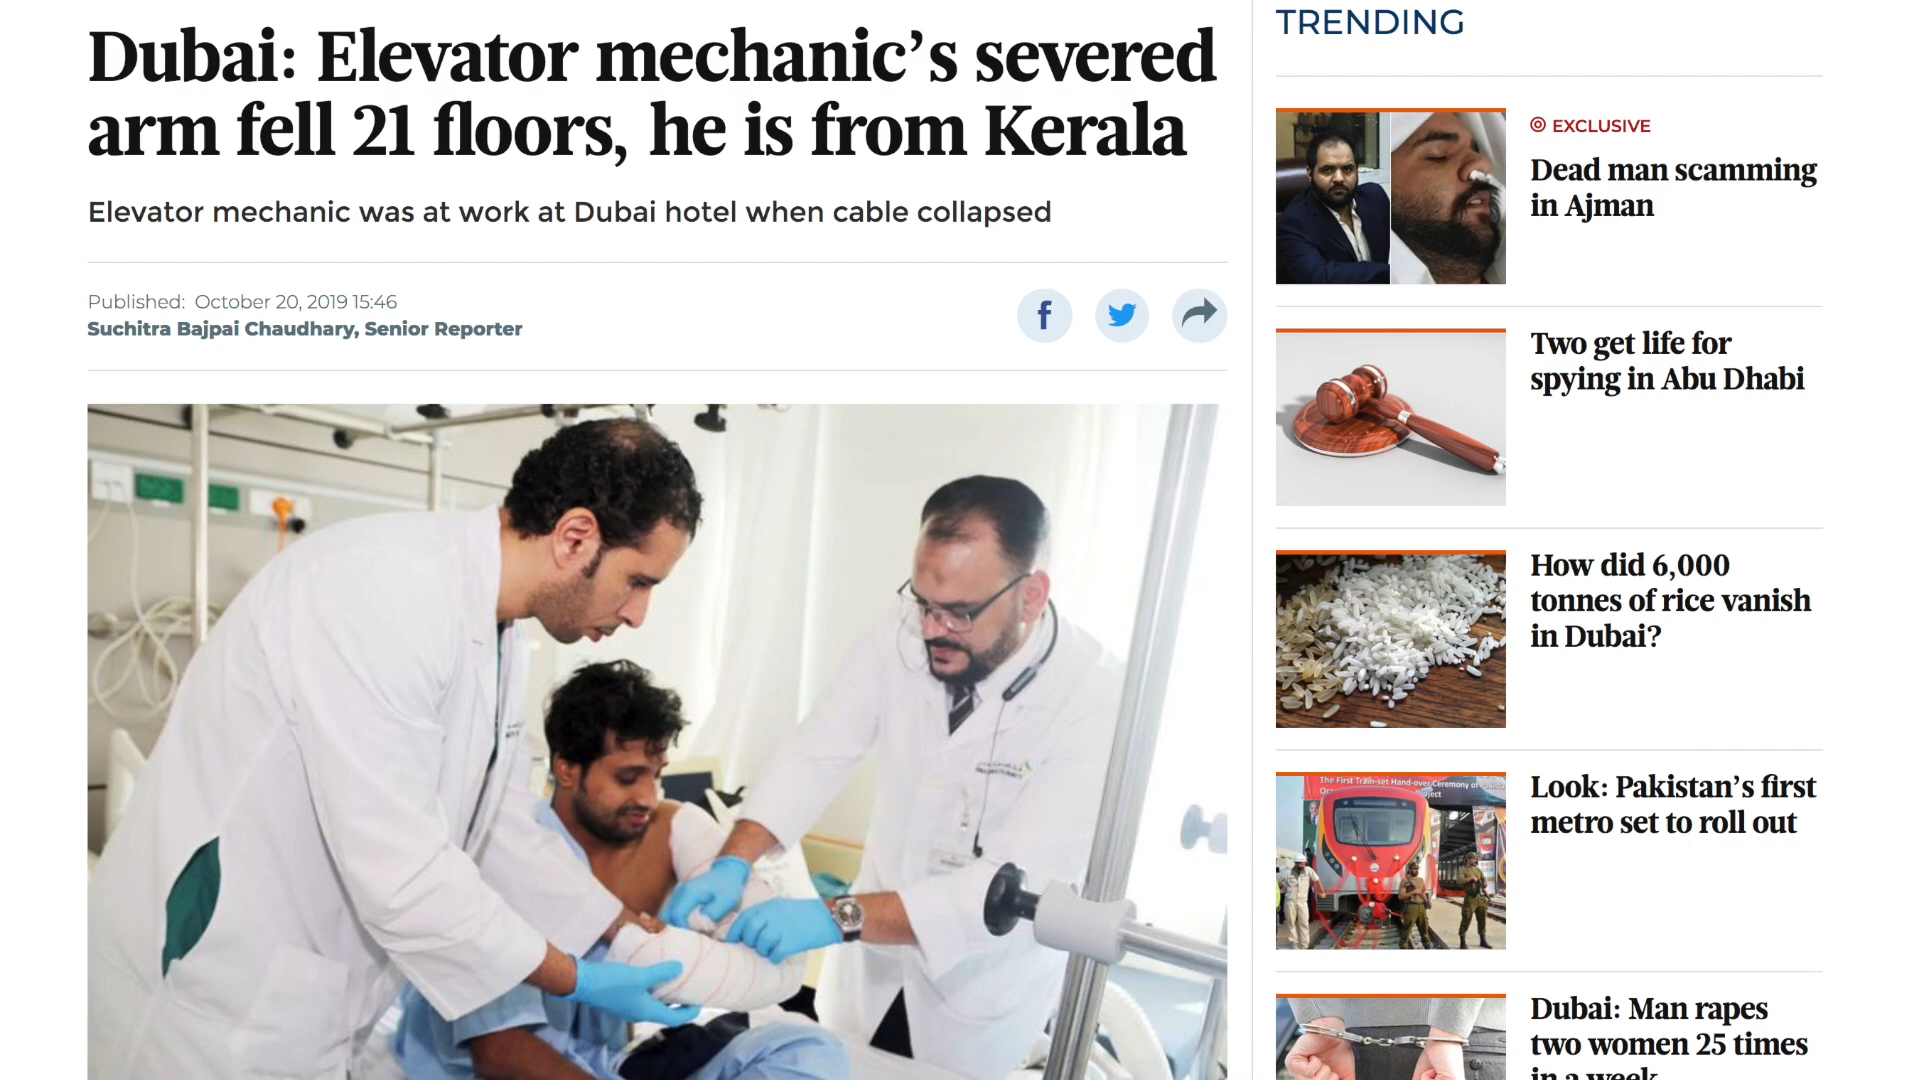 Dubai: Elevator mechanic’s severed
arm fell 21 floors, he is from Kerala
Elevator mechanic was at work at Dubai hotel when cable collapsed
Published: October 20, 2019 15:46
Suchitra Bajpai Chaudhary, Senior Reporter
TRENDING
EXCLUSIVE
Dead man scamming
in Ajman
Two get life for
spying in Abu Dhabi
How did 6,000
tonnes of rice vanish
in Dubai?
The First Train-set Hand-over Ceremony of
Look: Pakistan’s first
metro set to roll out
Dubai: Man rapes
two women 25 times
in a week